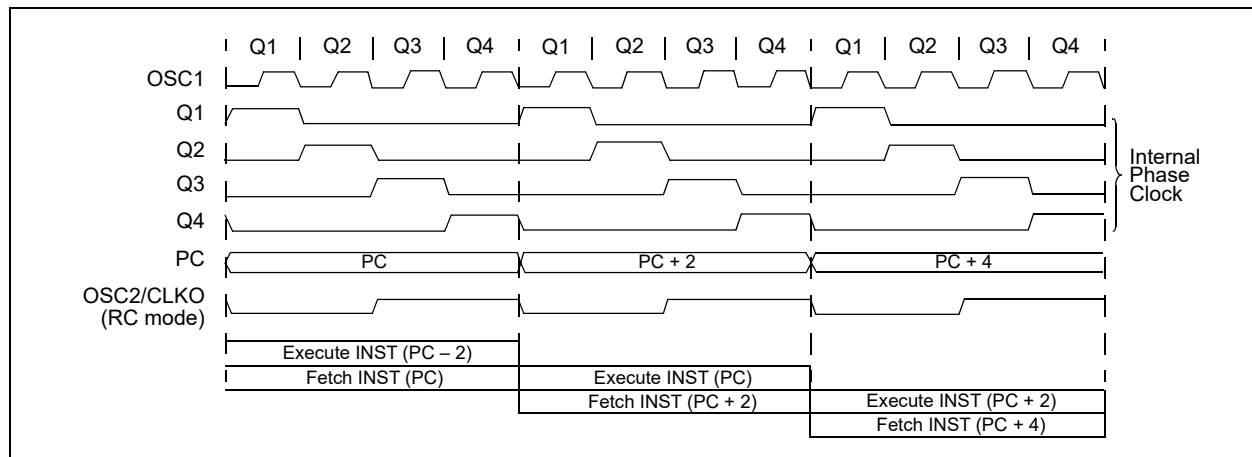 Q1 Q2 Q3 Q4 Q1 Q2 Q3 Q4 Q1 Q2 Q3 Q4
OSC1
Q1
Q2
Q3
Q4
Internal
Phase
Clock
PC PC PC + 2 PC + 4
OSC2/CLKO
(RC mode)
Execute INST (PC – 2)
Fetch INST (PC) Execute INST (PC)
Fetch INST (PC + 2) Execute INST (PC + 2)
Fetch INST (PC + 4)